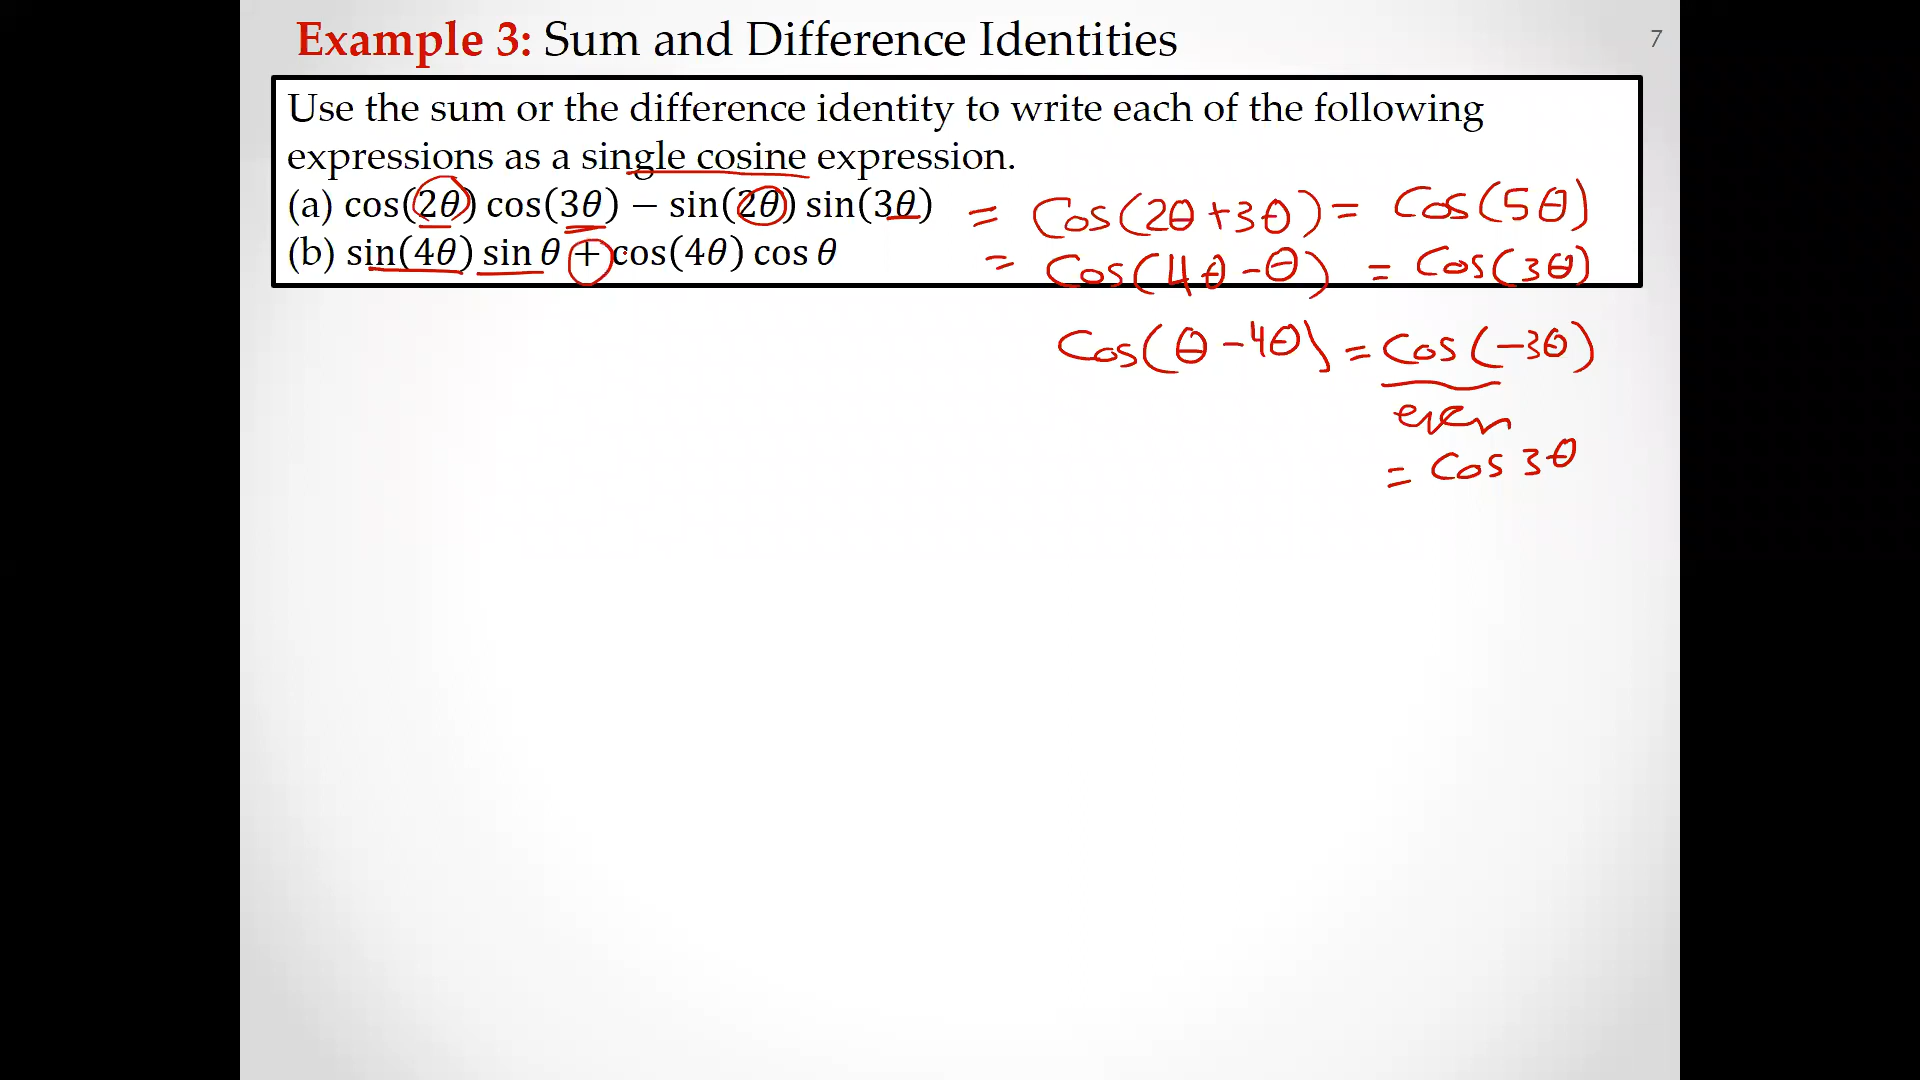 Example 3: Sum and Difference Identities
7
Use the sum or the difference identity to write each of the following
expressions as a single cosine expression.
(a) cos(2θ) cos(3θ) − sin(2θ) sin(3θ) = Cos(2θ+3θ) = Cos(5θ)
(b) sin(4θ) sin θ + cos(4θ) cos θ = Cos(4θ-θ) = Cos(3θ)
Cos(θ-4θ) = Cos(-3θ)
even
= Cos 3θ